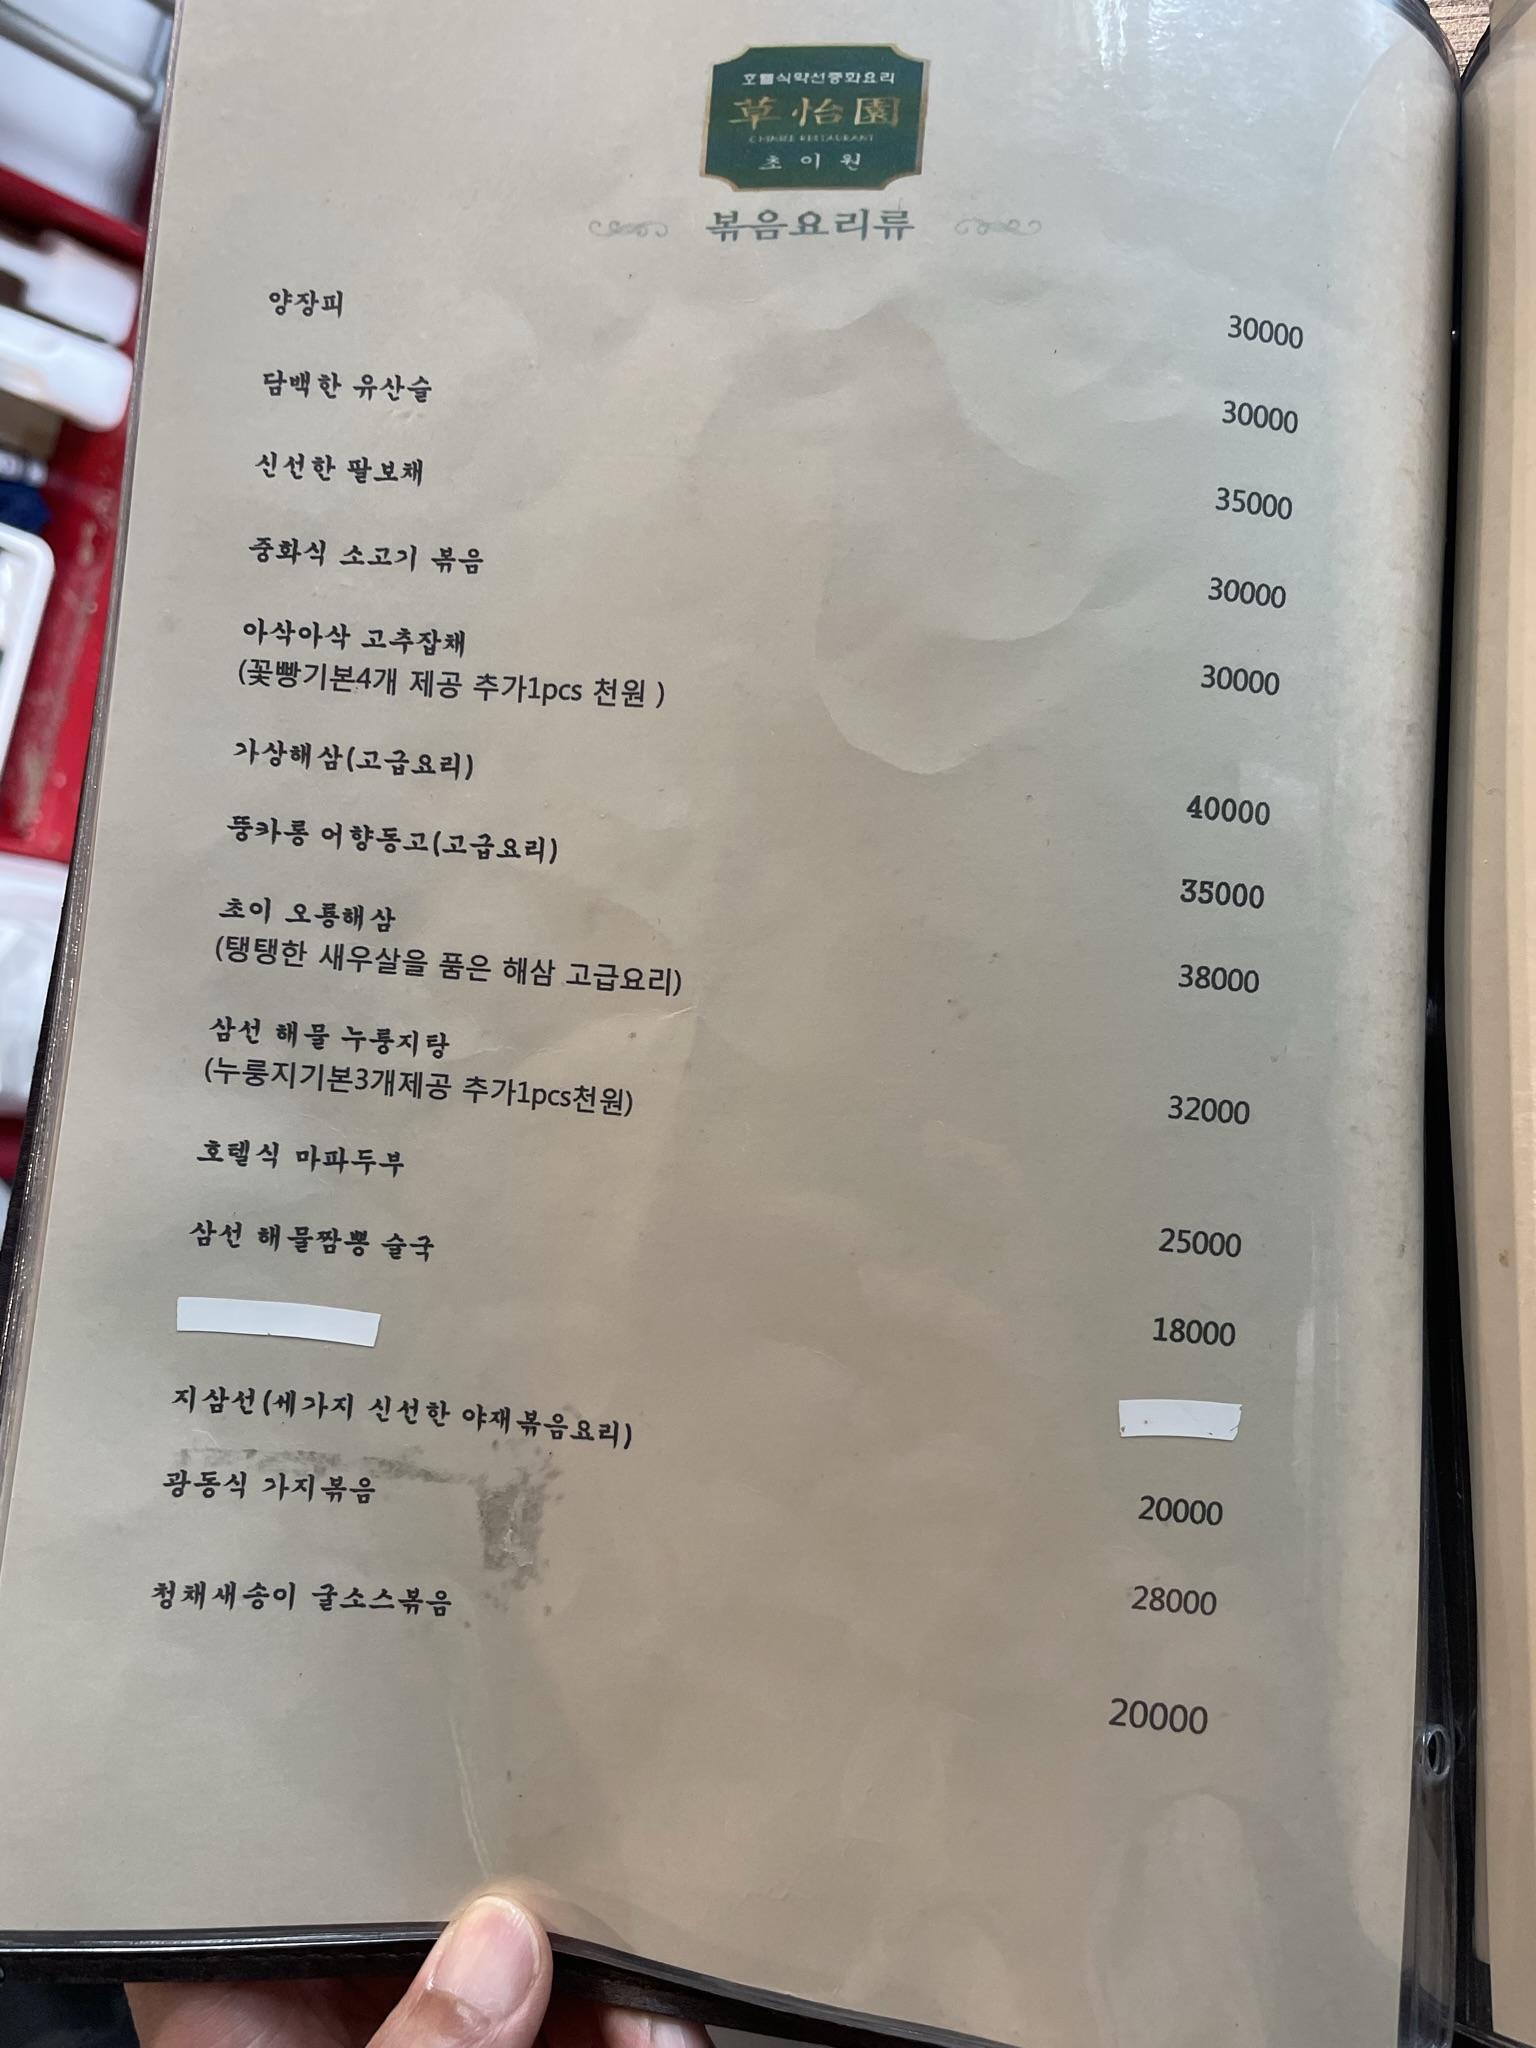 호텔식약선중화요리
草怡園
CHINESE RESTAURANT
초이원
볶음요리류
양장피 30000
담백한 유산슬 30000
신선한 팔보채 35000
중화식 소고기 볶음 30000
아삭아삭 고추잡채 30000
(꽃빵기본4개 제공 추가1pcs 천원 )
가상해삼(고급요리) 40000
뚱카롱 어향동고(고급요리) 35000
초이 오룡해삼 38000
(탱탱한 새우살을 품은 해삼 고급요리)
삼선 해물 누룽지탕 32000
(누룽지기본3개제공 추가1pcs천원)
호텔식 마파두부 25000
삼선 해물짬뽕 술국 18000
지삼선(세가지 신선한 야재볶음요리) 20000
광동식 가지볶음 28000
청채새송이 굴소스볶음 20000